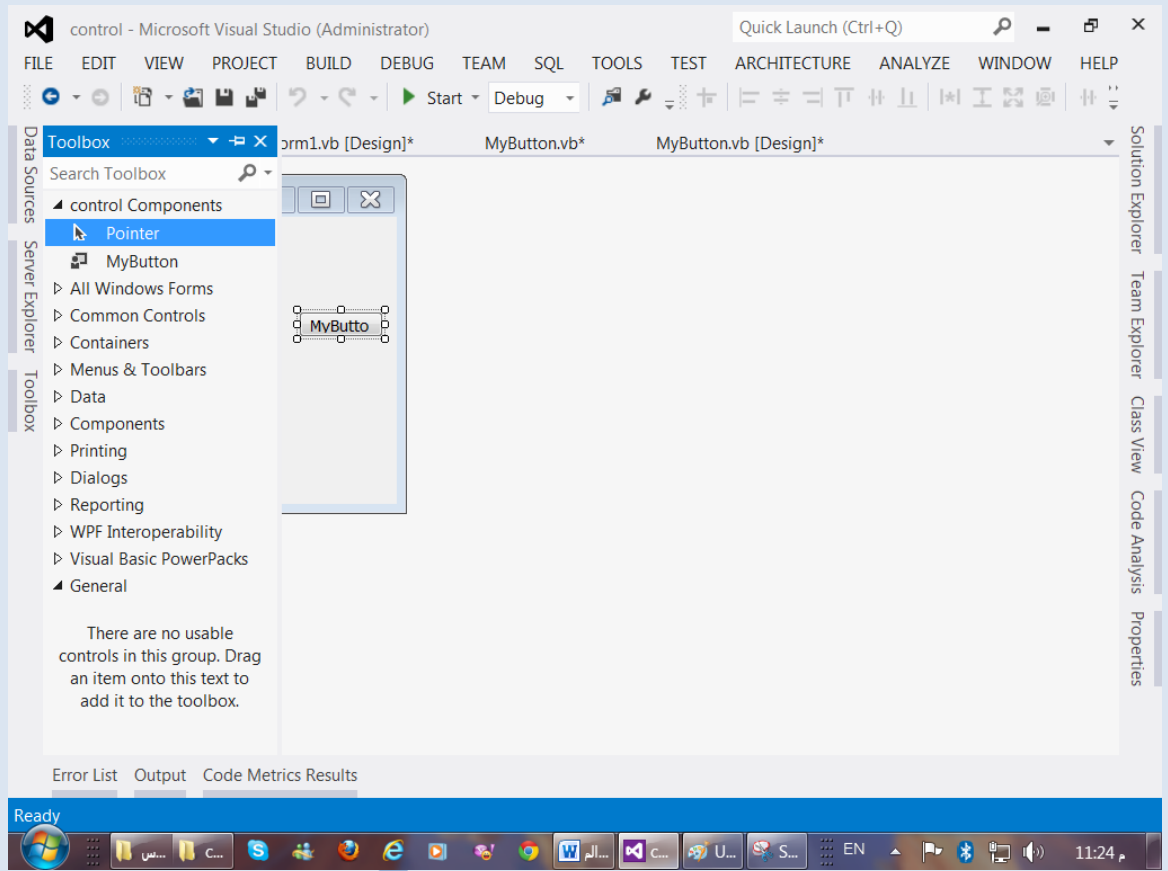 control - Microsoft Visual Studio (Administrator)
Quick Launch (Ctrl+Q)
FILE EDIT VIEW PROJECT BUILD DEBUG TEAM SQL TOOLS TEST ARCHITECTURE ANALYZE WINDOW HELP
Start Debug
Data Sources
Server Explorer
Toolbox
Toolbox
Search Toolbox
control Components
Pointer
MyButton
All Windows Forms
Common Controls
Containers
Menus & Toolbars
Data
Components
Printing
Dialogs
Reporting
WPF Interoperability
Visual Basic PowerPacks
General
There are no usable
controls in this group. Drag
an item onto this text to
add it to the toolbox.
orm1.vb [Design]* MyButton.vb* MyButton.vb [Design]*
MyButto
Solution Explorer
Team Explorer
Class View
Code Analysis
Properties
Error List Output Code Metrics Results
Ready
س... C... ال... c... U... S... EN 11:24 م